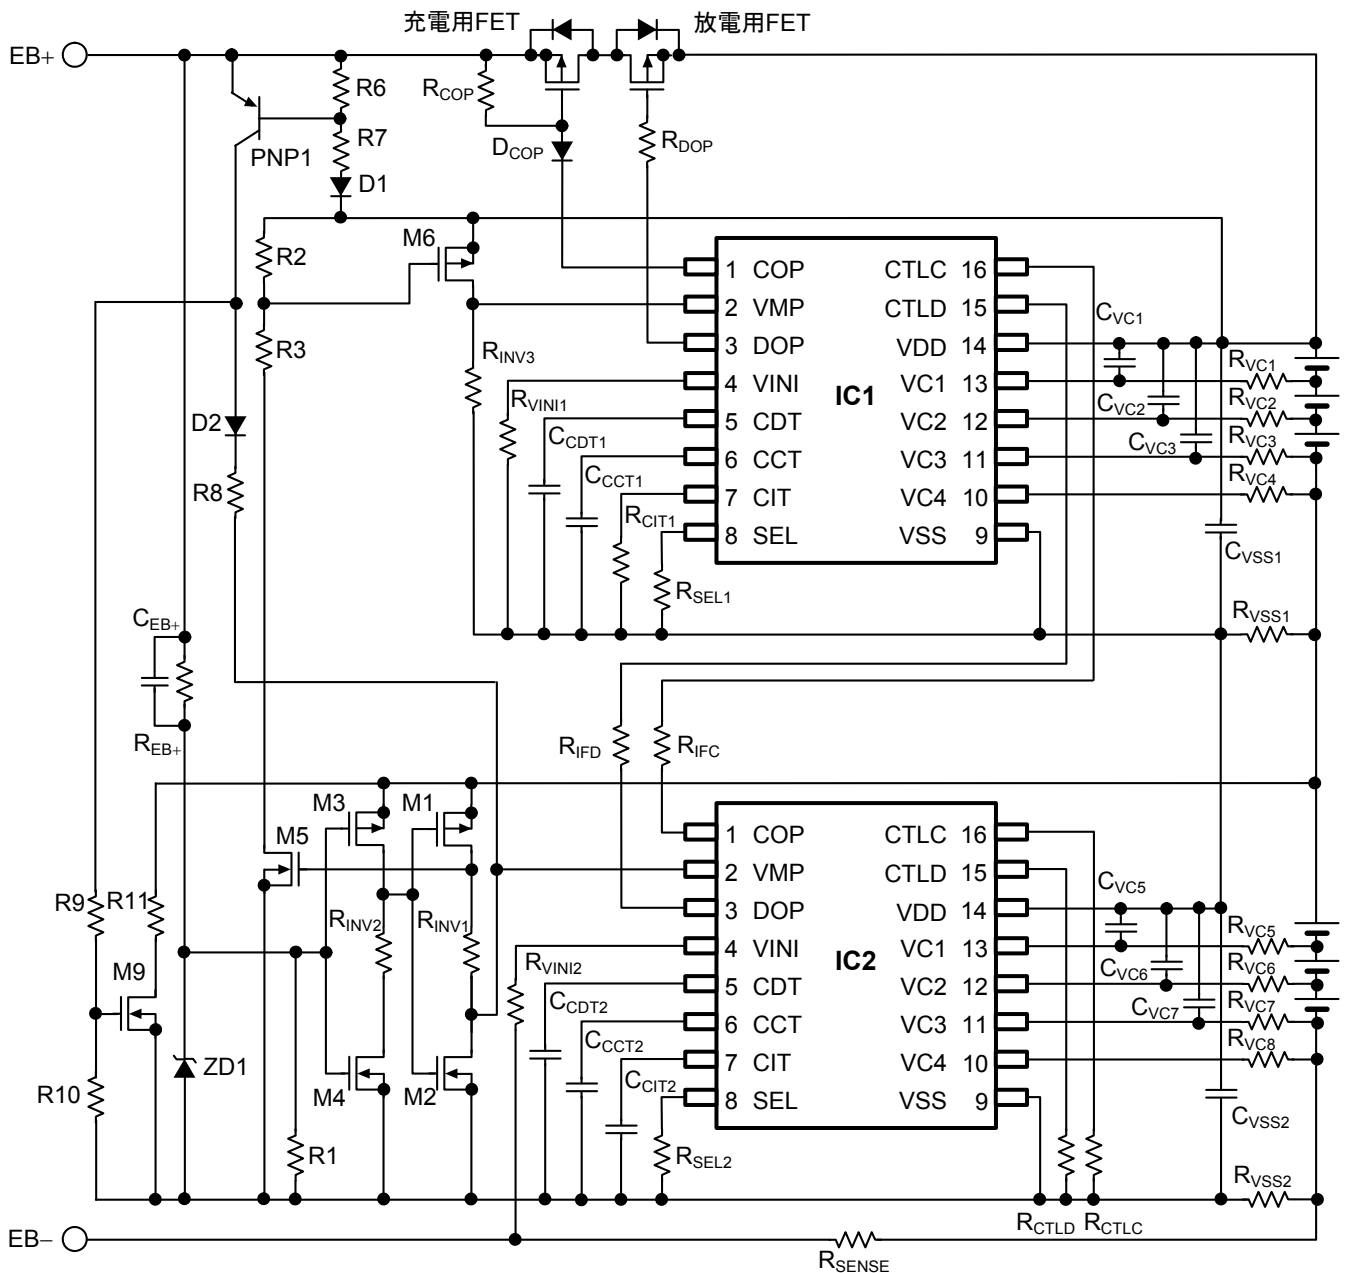 充電用FET
放電用FET
EB+
RCOP
R6
PNP1
R7
DCOP
RDOP
D1
M6
R2
R3
RINV3
RVINI1
CCDT1
CCCT1
RCIT1
RSEL1
D2
R8
1 COP CTLC 16
2 VMP CTLD 15
3 DOP VDD 14
4 VINI IC1 VC1 13
5 CDT VC2 12
6 CCT VC3 11
7 CIT VC4 10
8 SEL VSS 9
CVC1
CVC2
CVC3
RVC1
RVC2
RVC3
RVC4
CVSS1
RVSS1
CEB+
REB+
RIFD
RIFC
M3
M1
M5
R9
R11
RINV2
RINV1
M9
RVINI2
CCDT2
CCCT2
CCIT2
RSEL2
ZD1
R10
M4
M2
R1
1 COP CTLC 16
2 VMP CTLD 15
3 DOP VDD 14
4 VINI IC2 VC1 13
5 CDT VC2 12
6 CCT VC3 11
7 CIT VC4 10
8 SEL VSS 9
CVC5
CVC6
CVC7
RVC5
RVC6
RVC7
RVC8
CVSS2
RVSS2
RCTLD
RCTLC
EB−
RSENSE